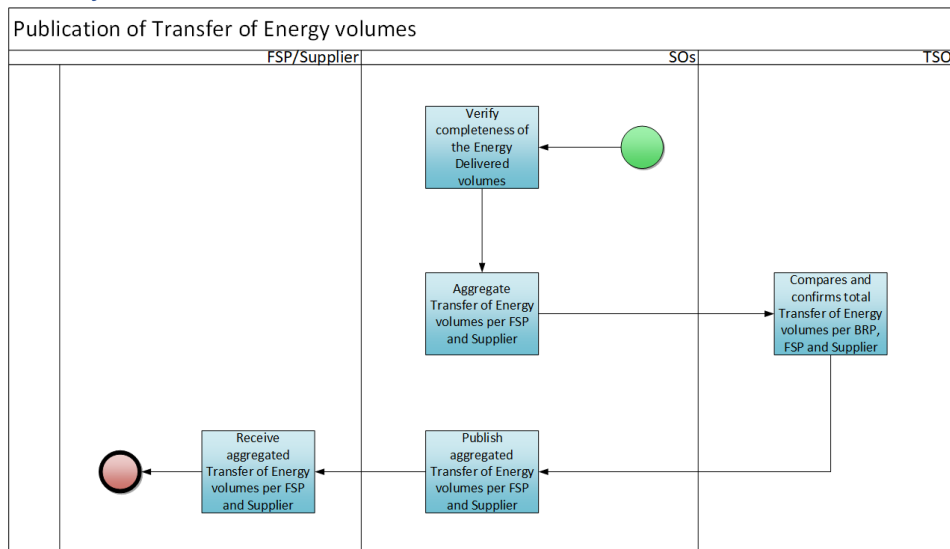 Publication of Transfer of Energy volumes
FSP/Supplier
SOs
TSO
Verify
completeness of
the Energy
Delivered
volumes
Aggregate
Transfer of Energy
volumes per FSP
and Supplier
Compares and
confirms total
Transfer of Energy
volumes per BRP,
FSP and Supplier
Receive
aggregated
Transfer of Energy
volumes per FSP
and Supplier
Publish
aggregated
Transfer of Energy
volumes per FSP
and Supplier